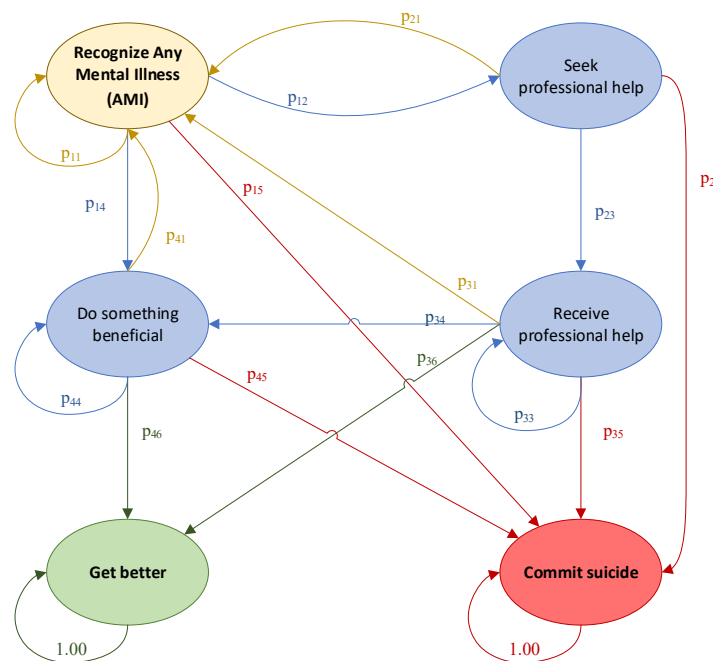 Recognize Any
Mental Illness
(AMI)
Seek
professional help
p₂₁
p₁₂
p₁₁
p₁₄
p₄₁
p₁₅
p₂₃
p₃₁
Do something
beneficial
Receive
professional help
p₃₄
p₃₆
p₄₅
p₄₄
p₃₃
p₄₆
p₃₅
Get better
Commit suicide
1.00
1.00